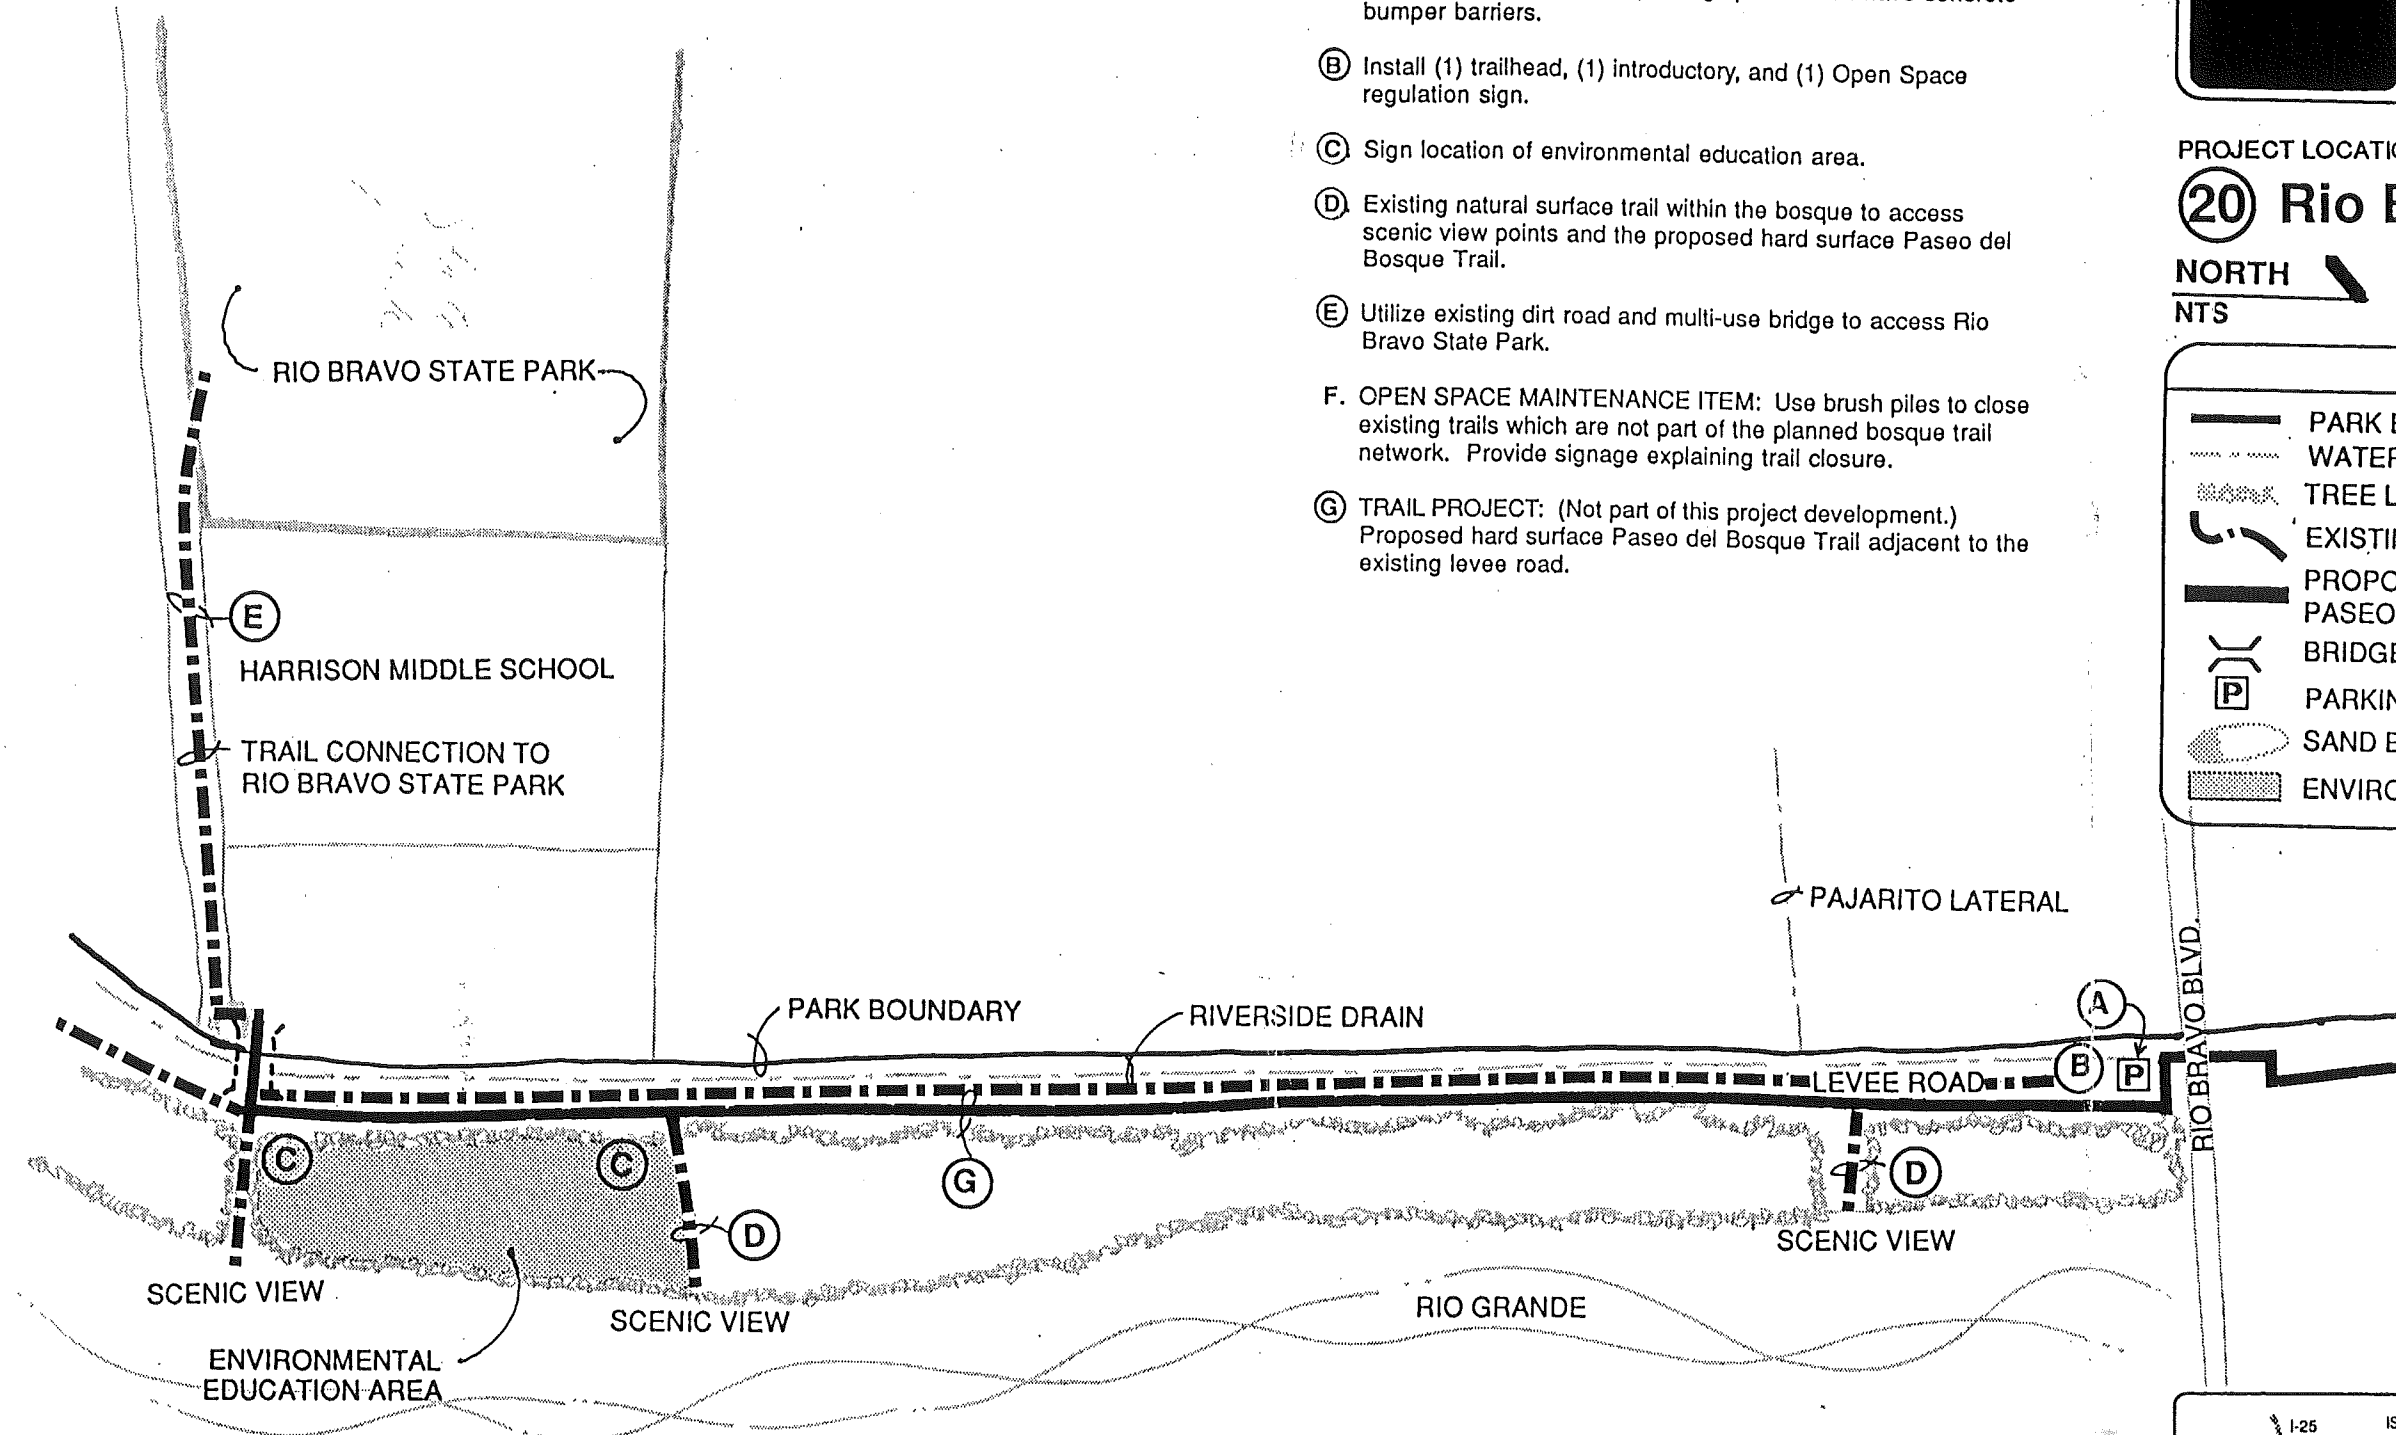 bumper barriers.
B Install (1) trailhead, (1) introductory, and (1) Open Space
regulation sign.
C Sign location of environmental education area.
D Existing natural surface trail within the bosque to access
scenic view points and the proposed hard surface Paseo del
Bosque Trail.
E Utilize existing dirt road and multi-use bridge to access Rio
Bravo State Park.
F. OPEN SPACE MAINTENANCE ITEM: Use brush piles to close
existing trails which are not part of the planned bosque trail
network. Provide signage explaining trail closure.
G TRAIL PROJECT: (Not part of this project development.)
Proposed hard surface Paseo del Bosque Trail adjacent to the
existing levee road.
PROJECT LOCATI
20 Rio
NORTH
NTS
PARK
WATER
TREE L
EXISTI
PROPO
PASEO
BRIDGE
P PARKIN
SAND B
ENVIRO
RIO BRAVO STATE PARK
E
HARRISON MIDDLE SCHOOL
TRAIL CONNECTION TO
RIO BRAVO STATE PARK
PAJARITO LATERAL
RIO BRAVO BLVD.
PARK BOUNDARY
RIVERSIDE DRAIN
A
LEVEE ROAD
B
P
C
C
G
D
D
SCENIC VIEW
SCENIC VIEW
SCENIC VIEW
RIO GRANDE
ENVIRONMENTAL
EDUCATION AREA
I-25